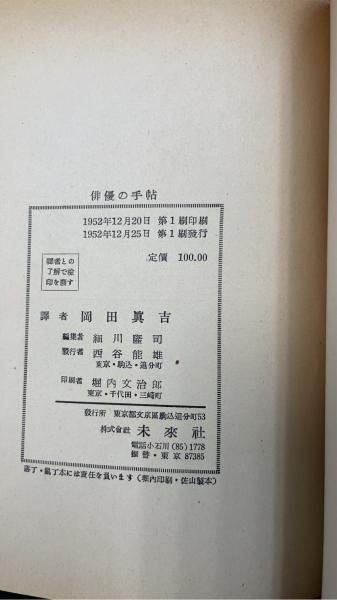 俳優の手帖
1952年12月20日 第1刷印刷
1952年12月25日 第1刷發行
定價 100.00
譯者との
了解で捡
印を廢す
譯者 岡田眞吉
編集者 細川隆司
發行者 西谷能雄
東京・駒込・追分町
印刷者 堀内文治郎
東京・千代田・三崎町
發行所 東京都文京區駒込追分町53
株式會社 未來社
電話小石川(85)1778
振替・東京87385
落丁・亂丁本には責任を負います(堀内印刷・佐山製本)